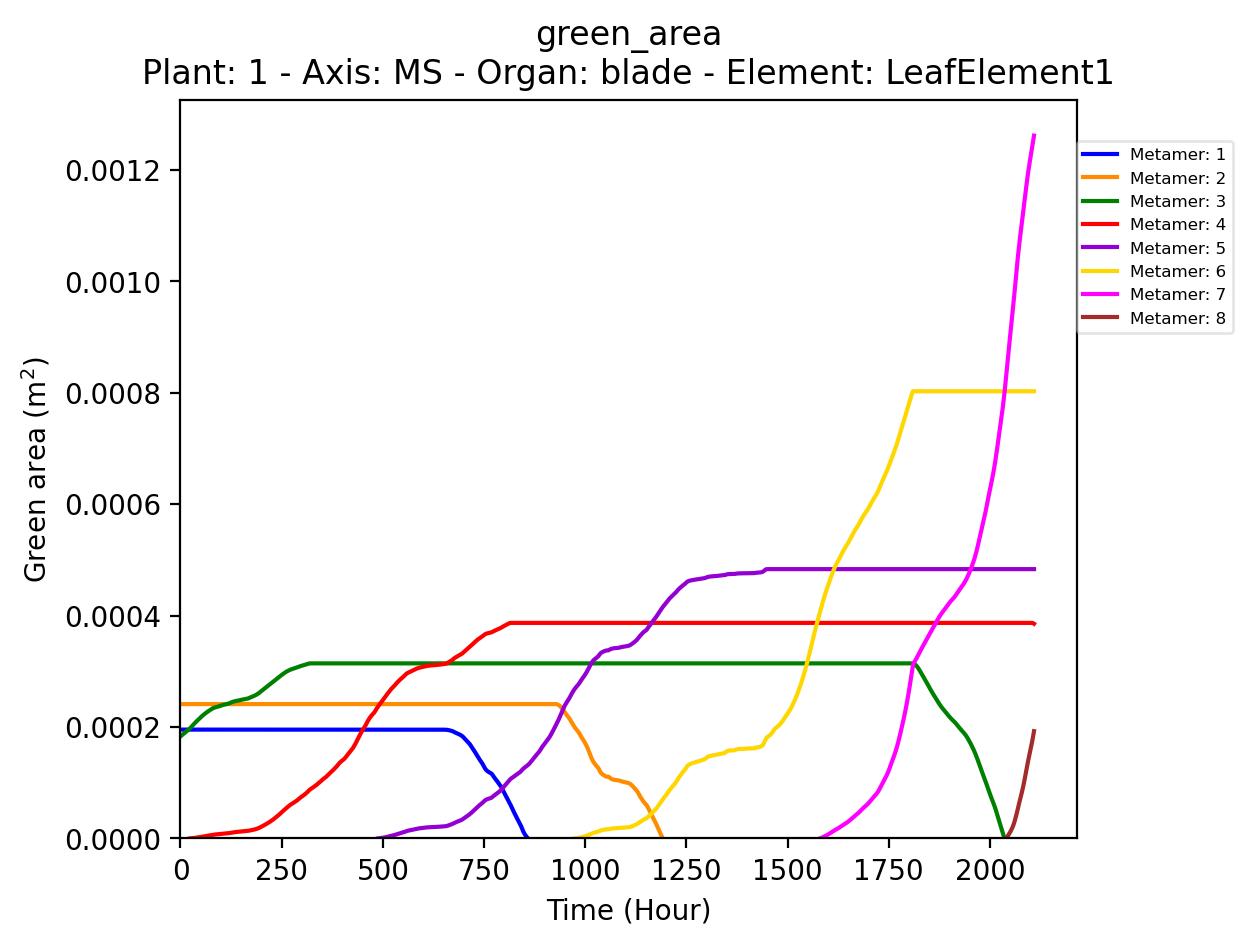 green_area
Plant: 1 - Axis: MS - Organ: blade - Element: LeafElement1
0.0012
0.0010
0.0008
0.0006
0.0004
0.0002
0.0000
Green area (m²)
0 250 500 750 1000 1250 1500 1750 2000
Time (Hour)
Metamer: 1
Metamer: 2
Metamer: 3
Metamer: 4
Metamer: 5
Metamer: 6
Metamer: 7
Metamer: 8